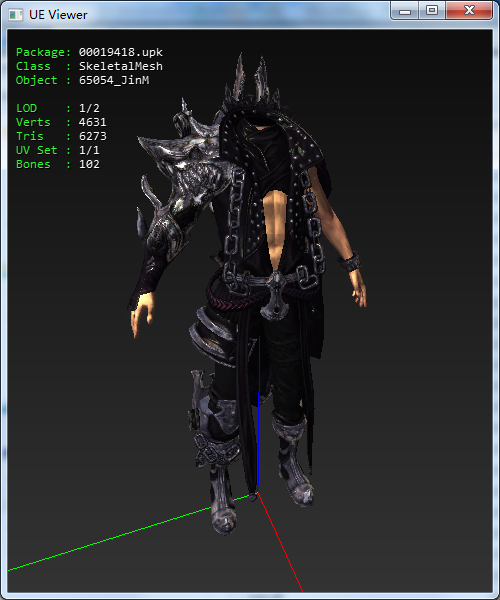 UE Viewer
Package: 00019418.upk
Class : SkeletalMesh
Object : 65054_JinM
LOD : 1/2
Verts : 4631
Tris : 6273
UV Set : 1/1
Bones : 102